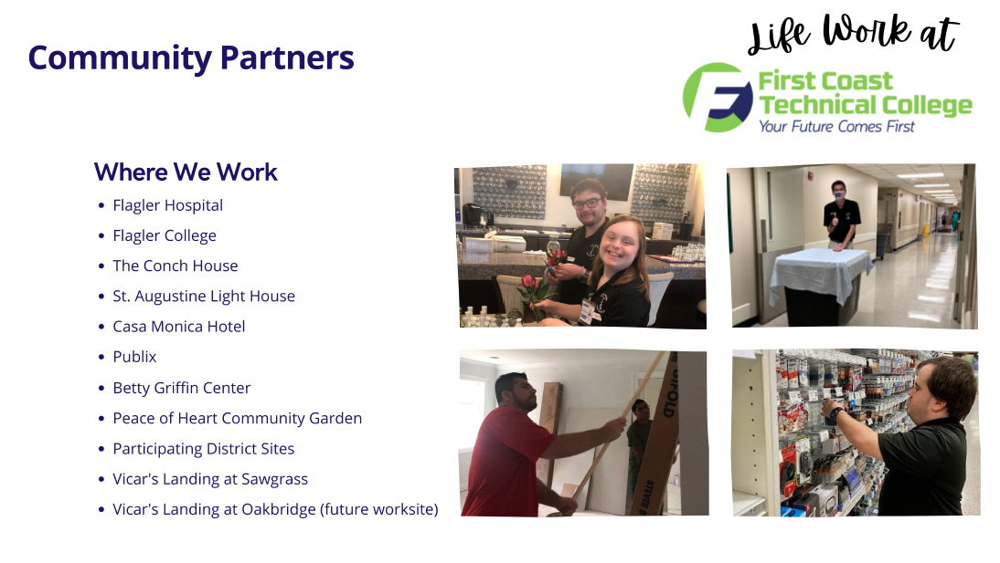 Community Partners
Life Work at
First Coast
Technical College
Your Future Comes First
Where We Work
Flagler Hospital
Flagler College
The Conch House
St. Augustine Light House
Casa Monica Hotel
Publix
Betty Griffin Center
Peace of Heart Community Garden
Participating District Sites
Vicar's Landing at Sawgrass
Vicar's Landing at Oakbridge (future worksite)
BIFOLD